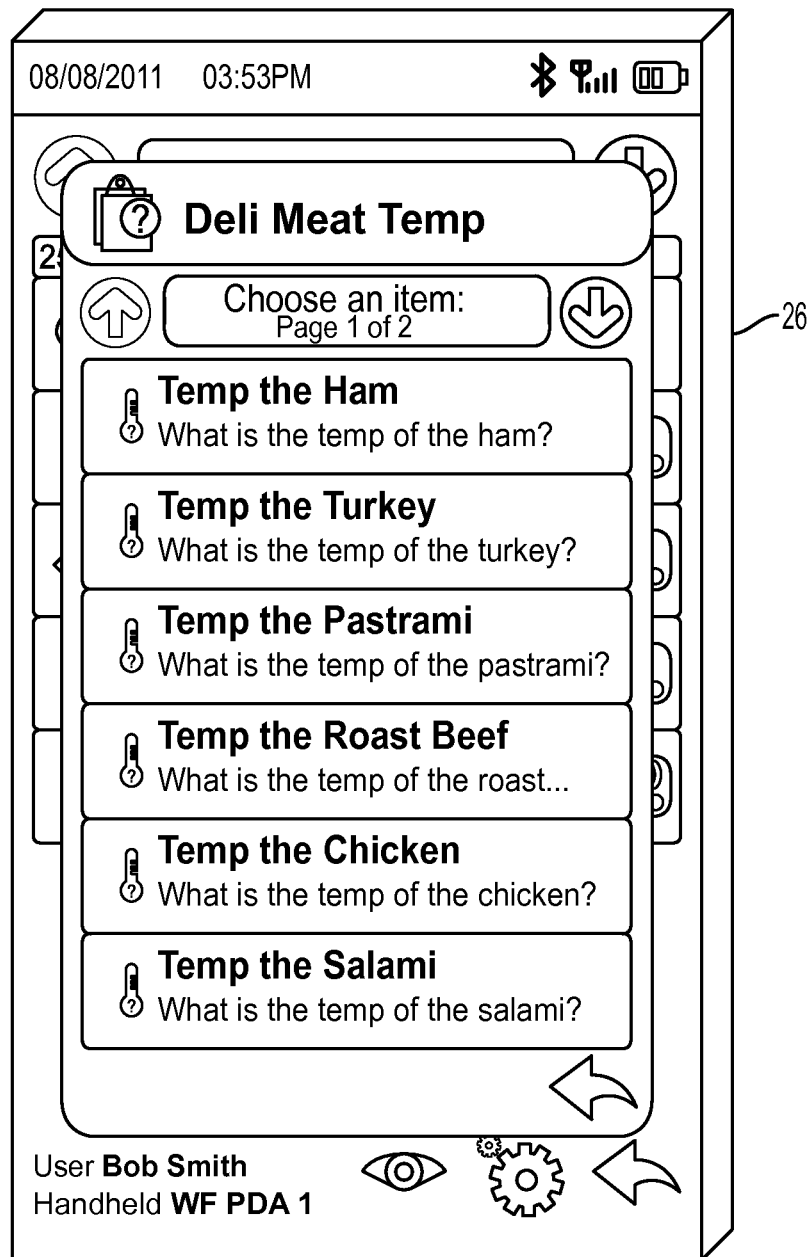 08/08/2011 03:53PM
Deli Meat Temp
25
Choose an item:
Page 1 of 2
26
Temp the Ham
What is the temp of the ham?
Temp the Turkey
What is the temp of the turkey?
Temp the Pastrami
What is the temp of the pastrami?
Temp the Roast Beef
What is the temp of the roast...
Temp the Chicken
What is the temp of the chicken?
Temp the Salami
What is the temp of the salami?
User Bob Smith
Handheld WF PDA 1